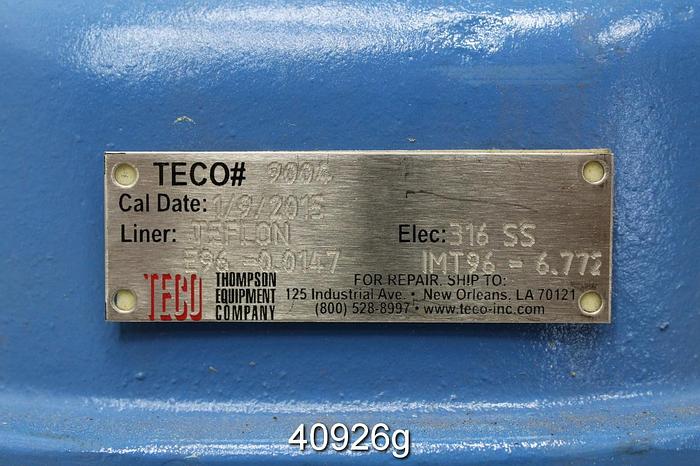 TECO# 9004
Cal Date: 1/9/2015
Liner: TEFLON Elec: 316 SS
E96 =0.0147 IMT96 = 6.772
TECO THOMPSON EQUIPMENT COMPANY
FOR REPAIR, SHIP TO:
125 Industrial Ave. • New Orleans, LA 70121
(800) 528-8997 • www.teco-inc.com
40926g